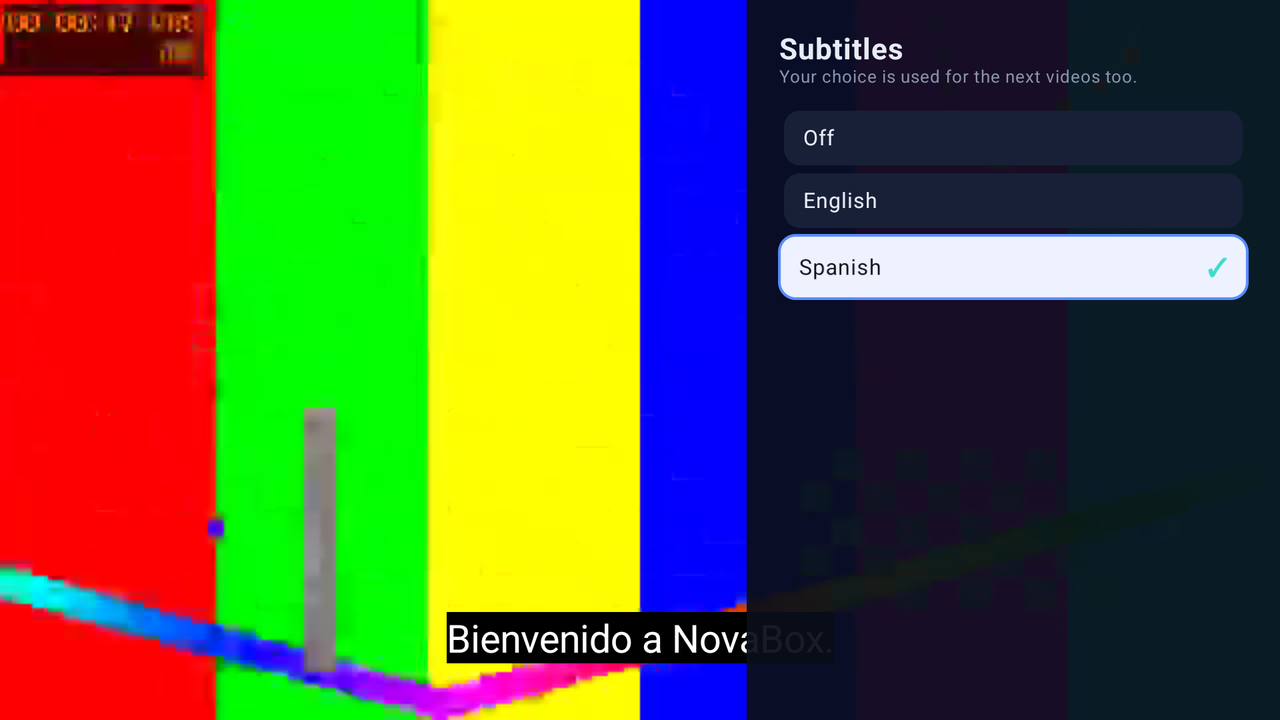 Subtitles
Your choice is used for the next videos too.
Off
English
Spanish ✓
Bienvenido a NovaBox.